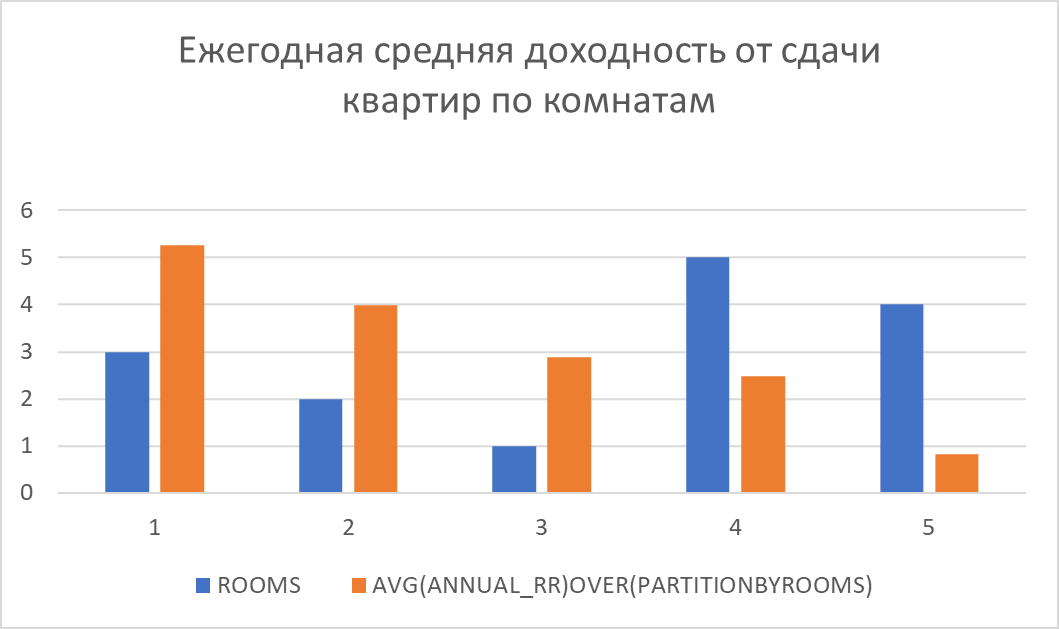 Ежегодная средняя доходность от сдачи
квартир по комнатам
6
5
4
3
2
1
0
1 2 3 4 5
ROOMS AVG(ANNUAL_RR)OVER(PARTITIONBYROOMS)